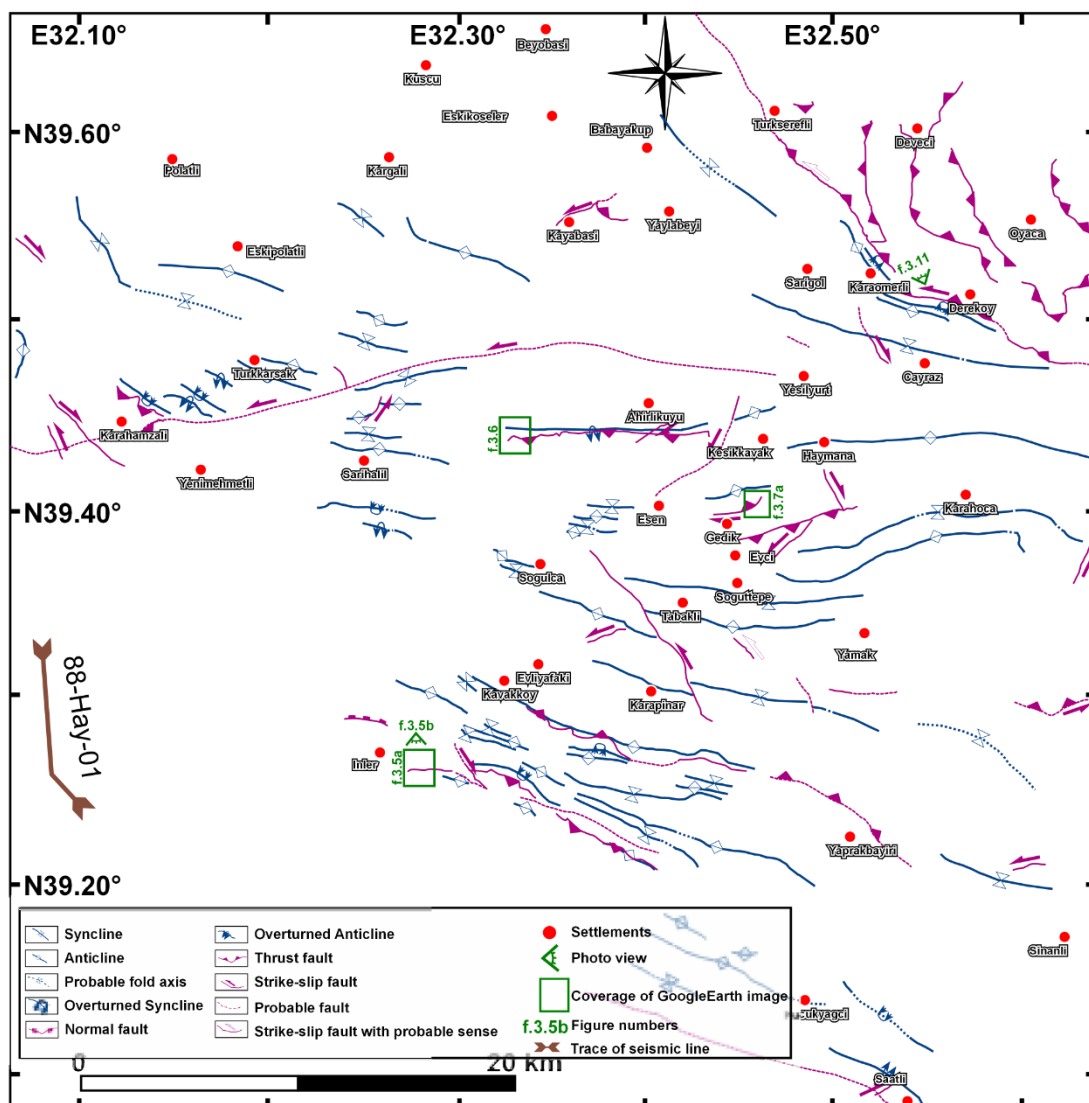 E32.10°
E32.30°
E32.50°
Beyobasi
Kuscu
Eskikoseler
Babayakup
Turkserefli
Deveci
N39.60°
Polatli
Kargali
Kayabasi
Yaylabeyi
Oyaca
Eskipolatli
Sarigol
Karaomerli
f.3.11
Derekoy
Turkkarsak
Yesilyurt
Cayraz
Karahamzali
f.3.6
Ahirlikuyu
Kesikkavak
Haymana
Yenimehmetli
Sarihalil
N39.40°
Esen
f.3.7a
Gedik
Karahoca
Evci
Sogulca
Soguttepe
Tabakli
Yamak
88-Hay-01
Evliyafaki
Kavakkoy
Karapinar
f.3.5b
Inler
f.3.5a
Yaprakbayiri
N39.20°
Sinanli
Syncline
Anticline
Probable fold axis
Overturned Syncline
Normal fault
Overturned Anticline
Thrust fault
Strike-slip fault
Probable fault
Strike-slip fault with probable sense
Settlements
Photo view
Coverage of GoogleEarth image
f.3.5b Figure numbers
Trace of seismic line
0 20 km
Saatli